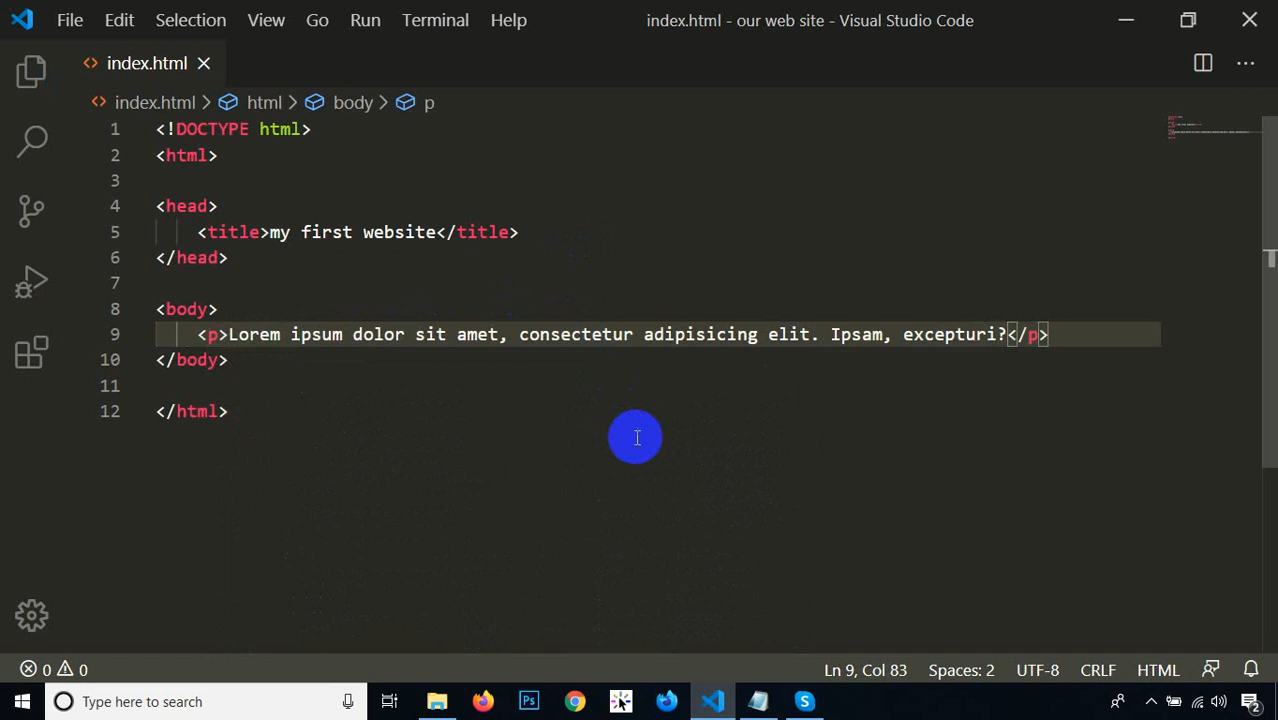 File Edit Selection View Go Run Terminal Help index.html - our web site - Visual Studio Code
index.html
index.html > html > body > p
1 <!DOCTYPE html>
2 <html>
3
4 <head>
5 <title>my first website</title>
6 </head>
7
8 <body>
9 <p>Lorem ipsum dolor sit amet, consectetur adipisicing elit. Ipsam, excepturi?</p>
10 </body>
11
12 </html>
0 0 Ln 9, Col 83 Spaces: 2 UTF-8 CRLF HTML
Type here to search Ps S 2